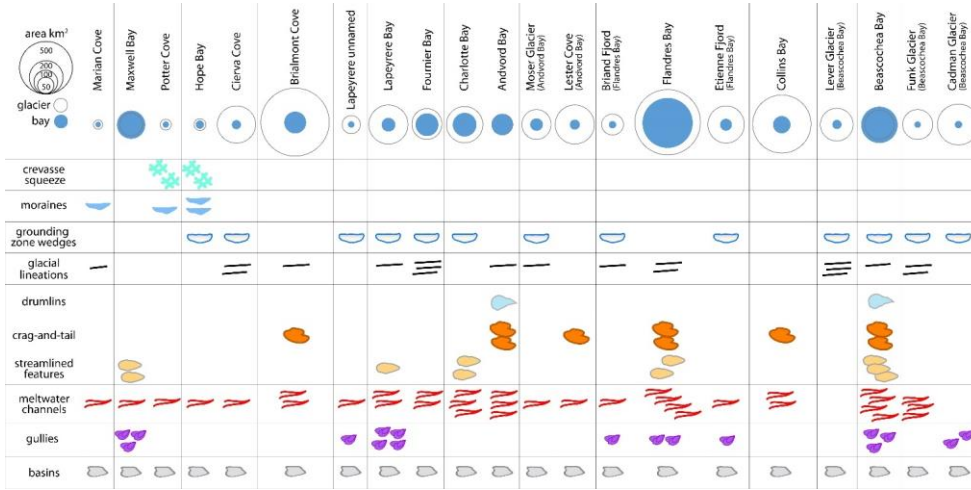 area km²
500
200
100
50
glacier
bay
Marian Cove
Maxwell Bay
Potter Cove
Hope Bay
Cierva Cove
Brialmont Cove
Lapeyrere unnamed
Lapeyrere Bay
Fournier Bay
Charlotte Bay
Andvord Bay
Moser Glacier
(Andvord Bay)
Lester Cove
(Andvord Bay)
Briand Fjord
(Flandres Bay)
Flandres Bay
Etienne Fjord
(Flandres Bay)
Collins Bay
Lever Glacier
(Beascochea Bay)
Beascochea Bay
Funk Glacier
(Beascochea Bay)
Cadman Glacier
(Beascochea Bay)
crevasse
squeeze
moraines
grounding
zone wedges
glacial
lineations
drumlins
crag-and-tail
streamlined
features
meltwater
channels
gullies
basins